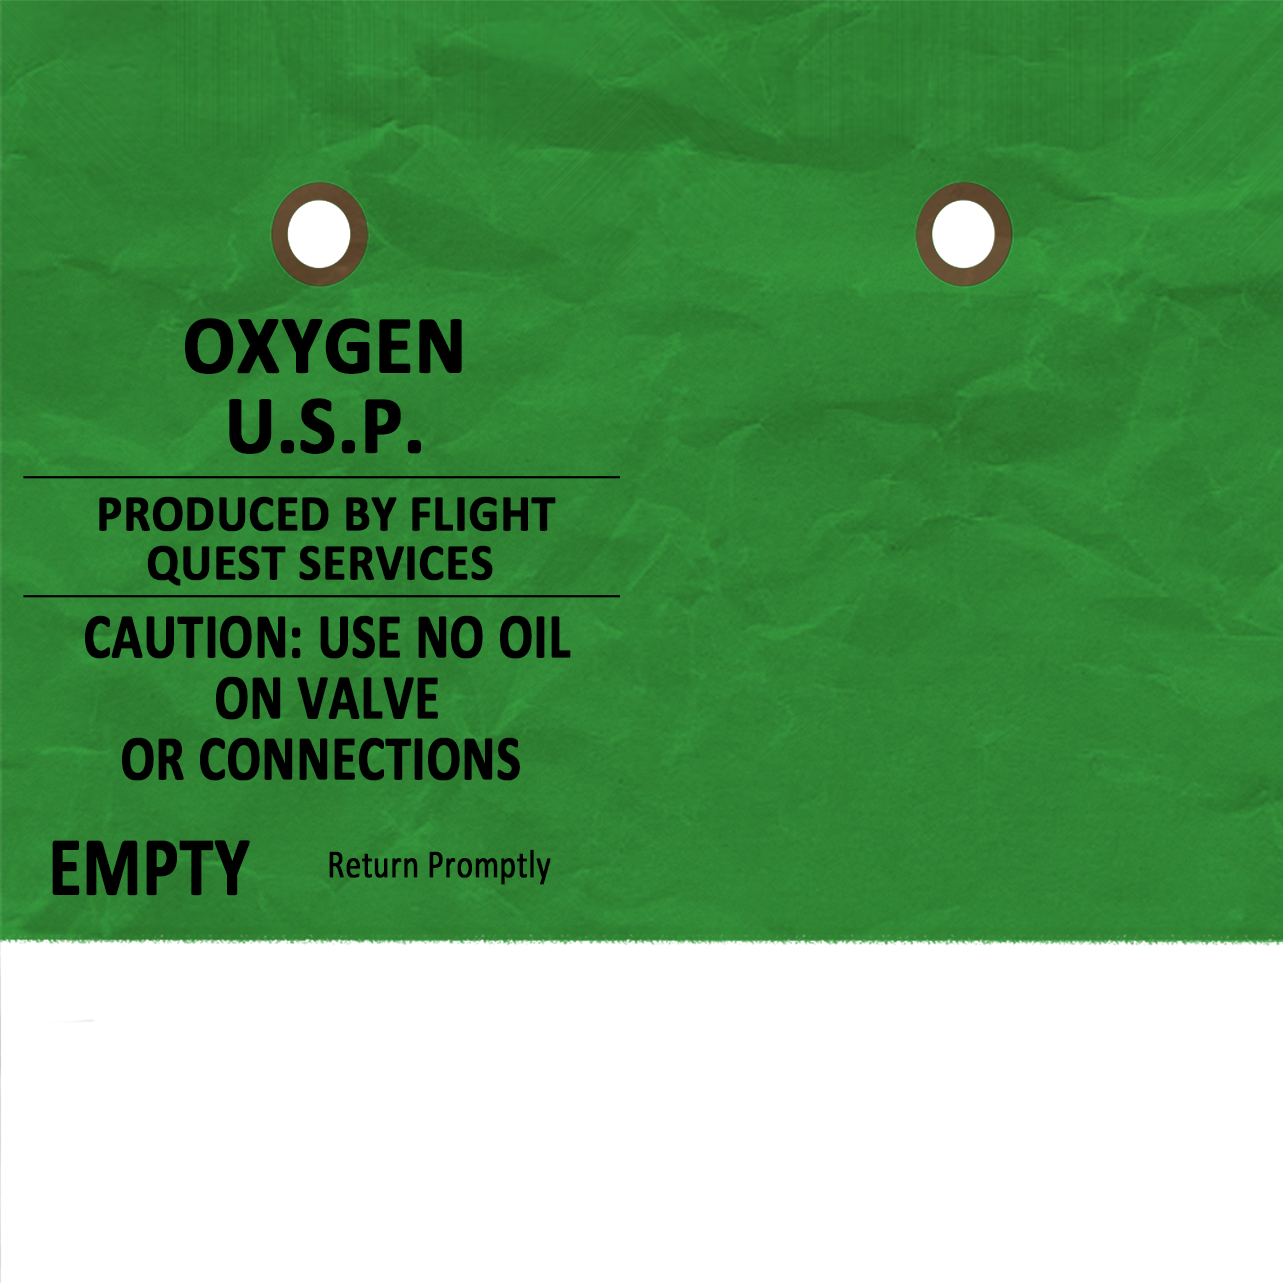 OXYGEN
U.S.P.
PRODUCED BY FLIGHT
QUEST SERVICES
CAUTION: USE NO OIL
ON VALVE
OR CONNECTIONS
EMPTY Return Promptly